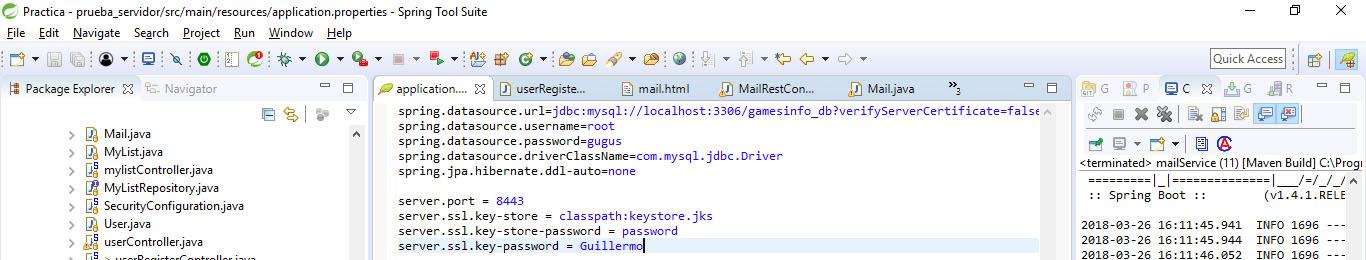 Practica - prueba_servidor/src/main/resources/application.properties - Spring Tool Suite
File Edit Navigate Search Project Run Window Help
Quick Access
Package Explorer Navigator
application.... userRegiste... mail.html MailRestCon... Mail.java 3
G P C G R
Mail.java
MyList.java
mylistController.java
MyListRepository.java
SecurityConfiguration.java
User.java
userController.java
userRegisterController.java
spring.datasource.url=jdbc:mysql://localhost:3306/gamesinfo_db?verifyServerCertificate=false
spring.datasource.username=root
spring.datasource.password=gugus
spring.datasource.driverClassName=com.mysql.jdbc.Driver
spring.jpa.hibernate.ddl-auto=none
server.port = 8443
server.ssl.key-store = classpath:keystore.jks
server.ssl.key-store-password = password
server.ssl.key-password = Guillermo
<terminated> mailService (11) [Maven Build] C:\Progr
=========|_|==============|___/=/_/_/
:: Spring Boot :: (v1.4.1.RELE
2018-03-26 16:11:45.941 INFO 1696 ---
2018-03-26 16:11:45.944 INFO 1696 ---
2018-03-26 16:11:46.052 INFO 1696 ---